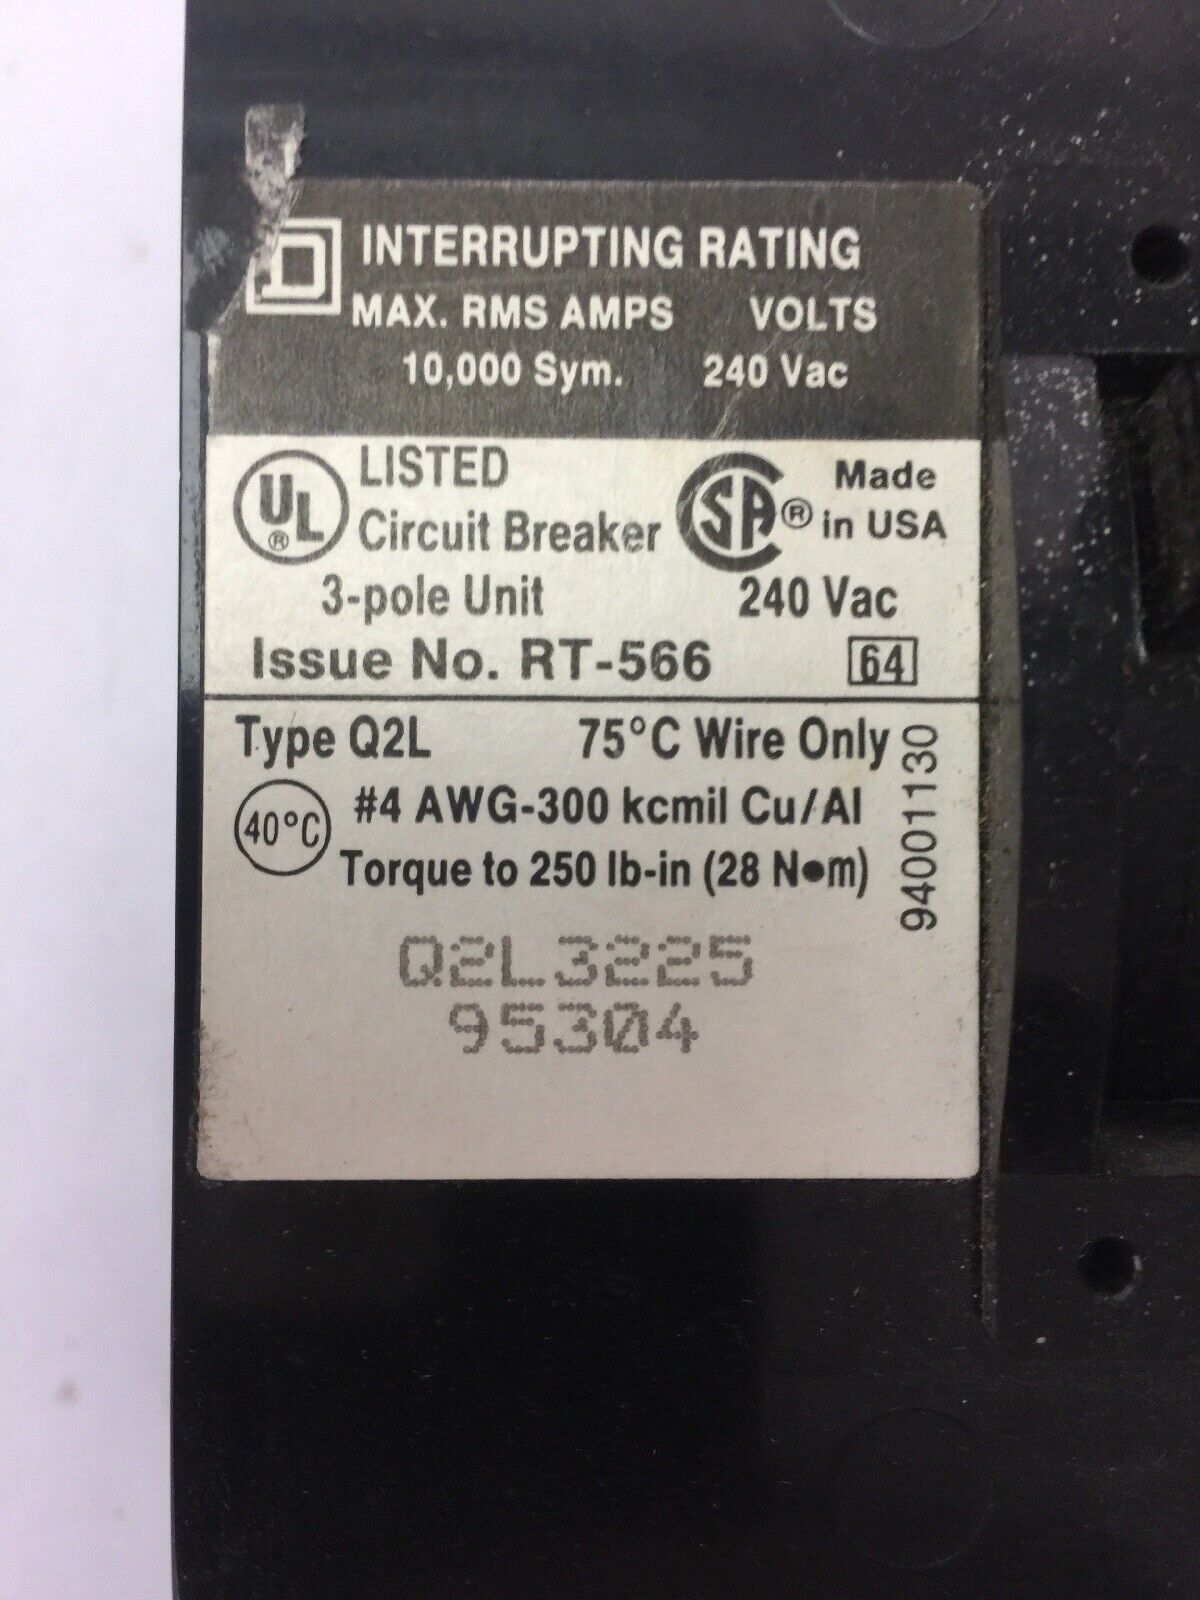 D
INTERRUPTING RATING
MAX. RMS AMPS VOLTS
10,000 Sym. 240 Vac
UL ® LISTED
Circuit Breaker
SA ® Made
in USA
3-pole Unit 240 Vac
Issue No. RT-566 64
Type Q2L 75°C Wire Only
40°C #4 AWG-300 kcmil Cu/Al
Torque to 250 lb-in (28 N•m)
94001130
Q2L3225
95304